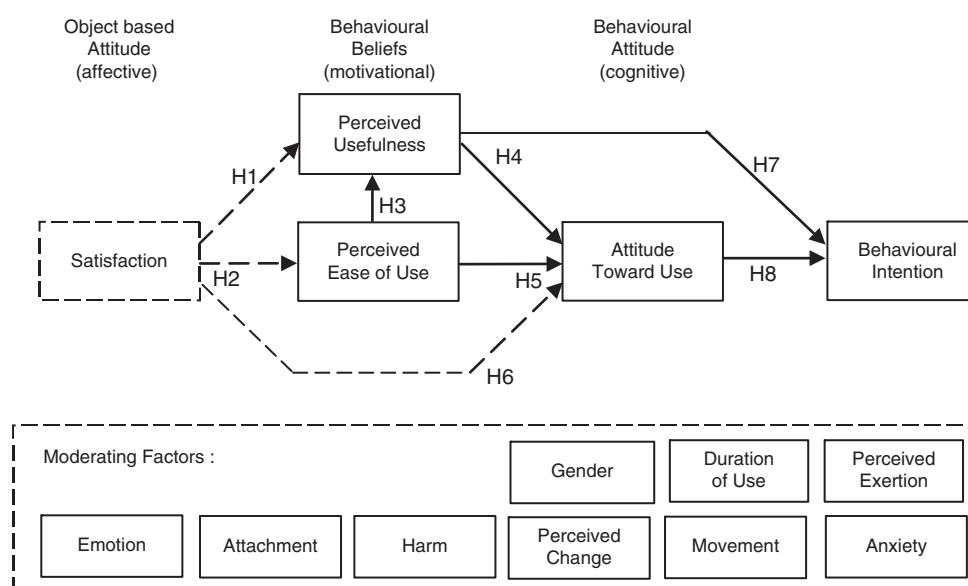 Object based
Attitude
(affective)
Behavioural
Beliefs
(motivational)
Behavioural
Attitude
(cognitive)
Perceived
Usefulness
H1
H4
H7
H3
Satisfaction
H2
Perceived
Ease of Use
H5
Attitude
Toward Use
H8
Behavioural
Intention
H6
Moderating Factors :
Gender
Duration
of Use
Perceived
Exertion
Emotion
Attachment
Harm
Perceived
Change
Movement
Anxiety